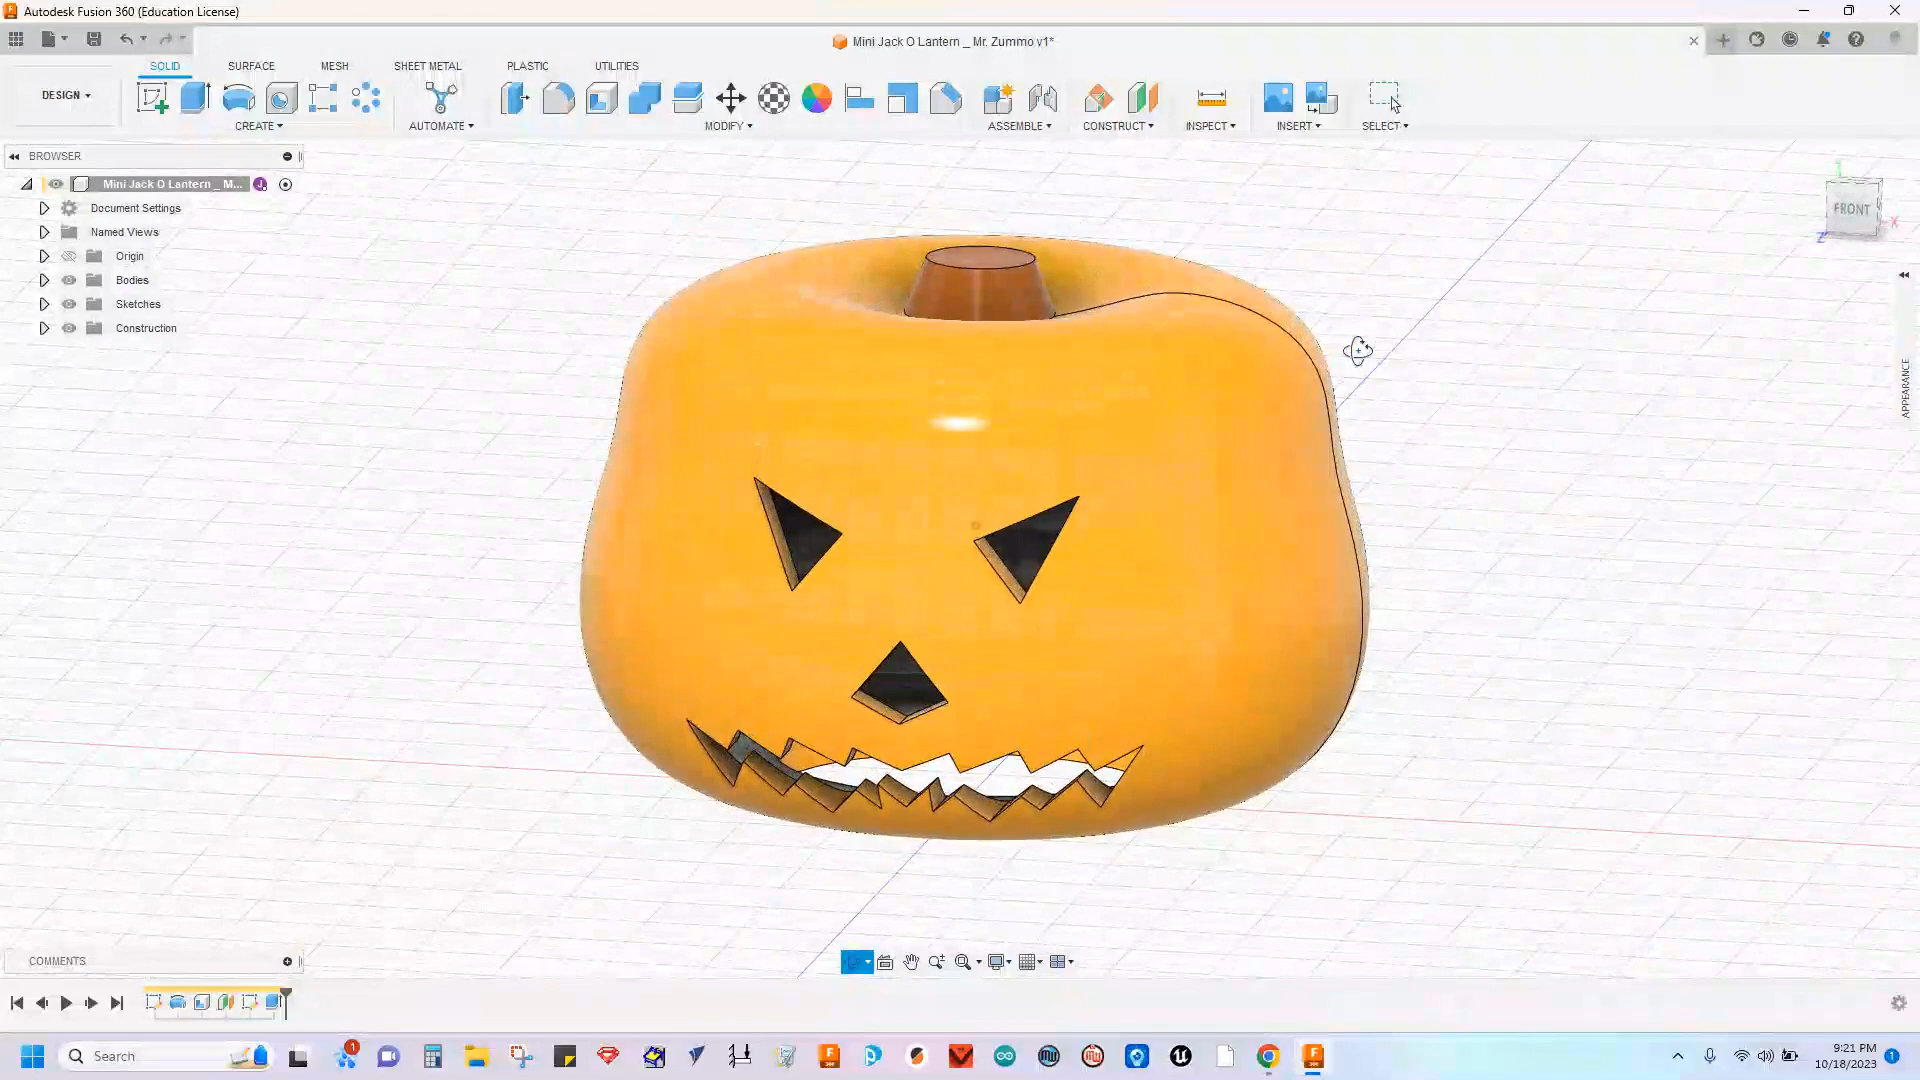 Autodesk Fusion 360 (Education License)
Mini Jack O Lantern _ Mr. Zummo v1*
SOLID SURFACE MESH SHEET METAL PLASTIC UTILITIES
DESIGN
CREATE AUTOMATE MODIFY ASSEMBLE CONSTRUCT INSPECT INSERT SELECT
BROWSER
Mini Jack O Lantern _ M...
Document Settings
Named Views
Origin
Bodies
Sketches
Construction
FRONT
X
Z
APPEARANCE
COMMENTS
Search
1
9:21 PM
10/18/2023
1